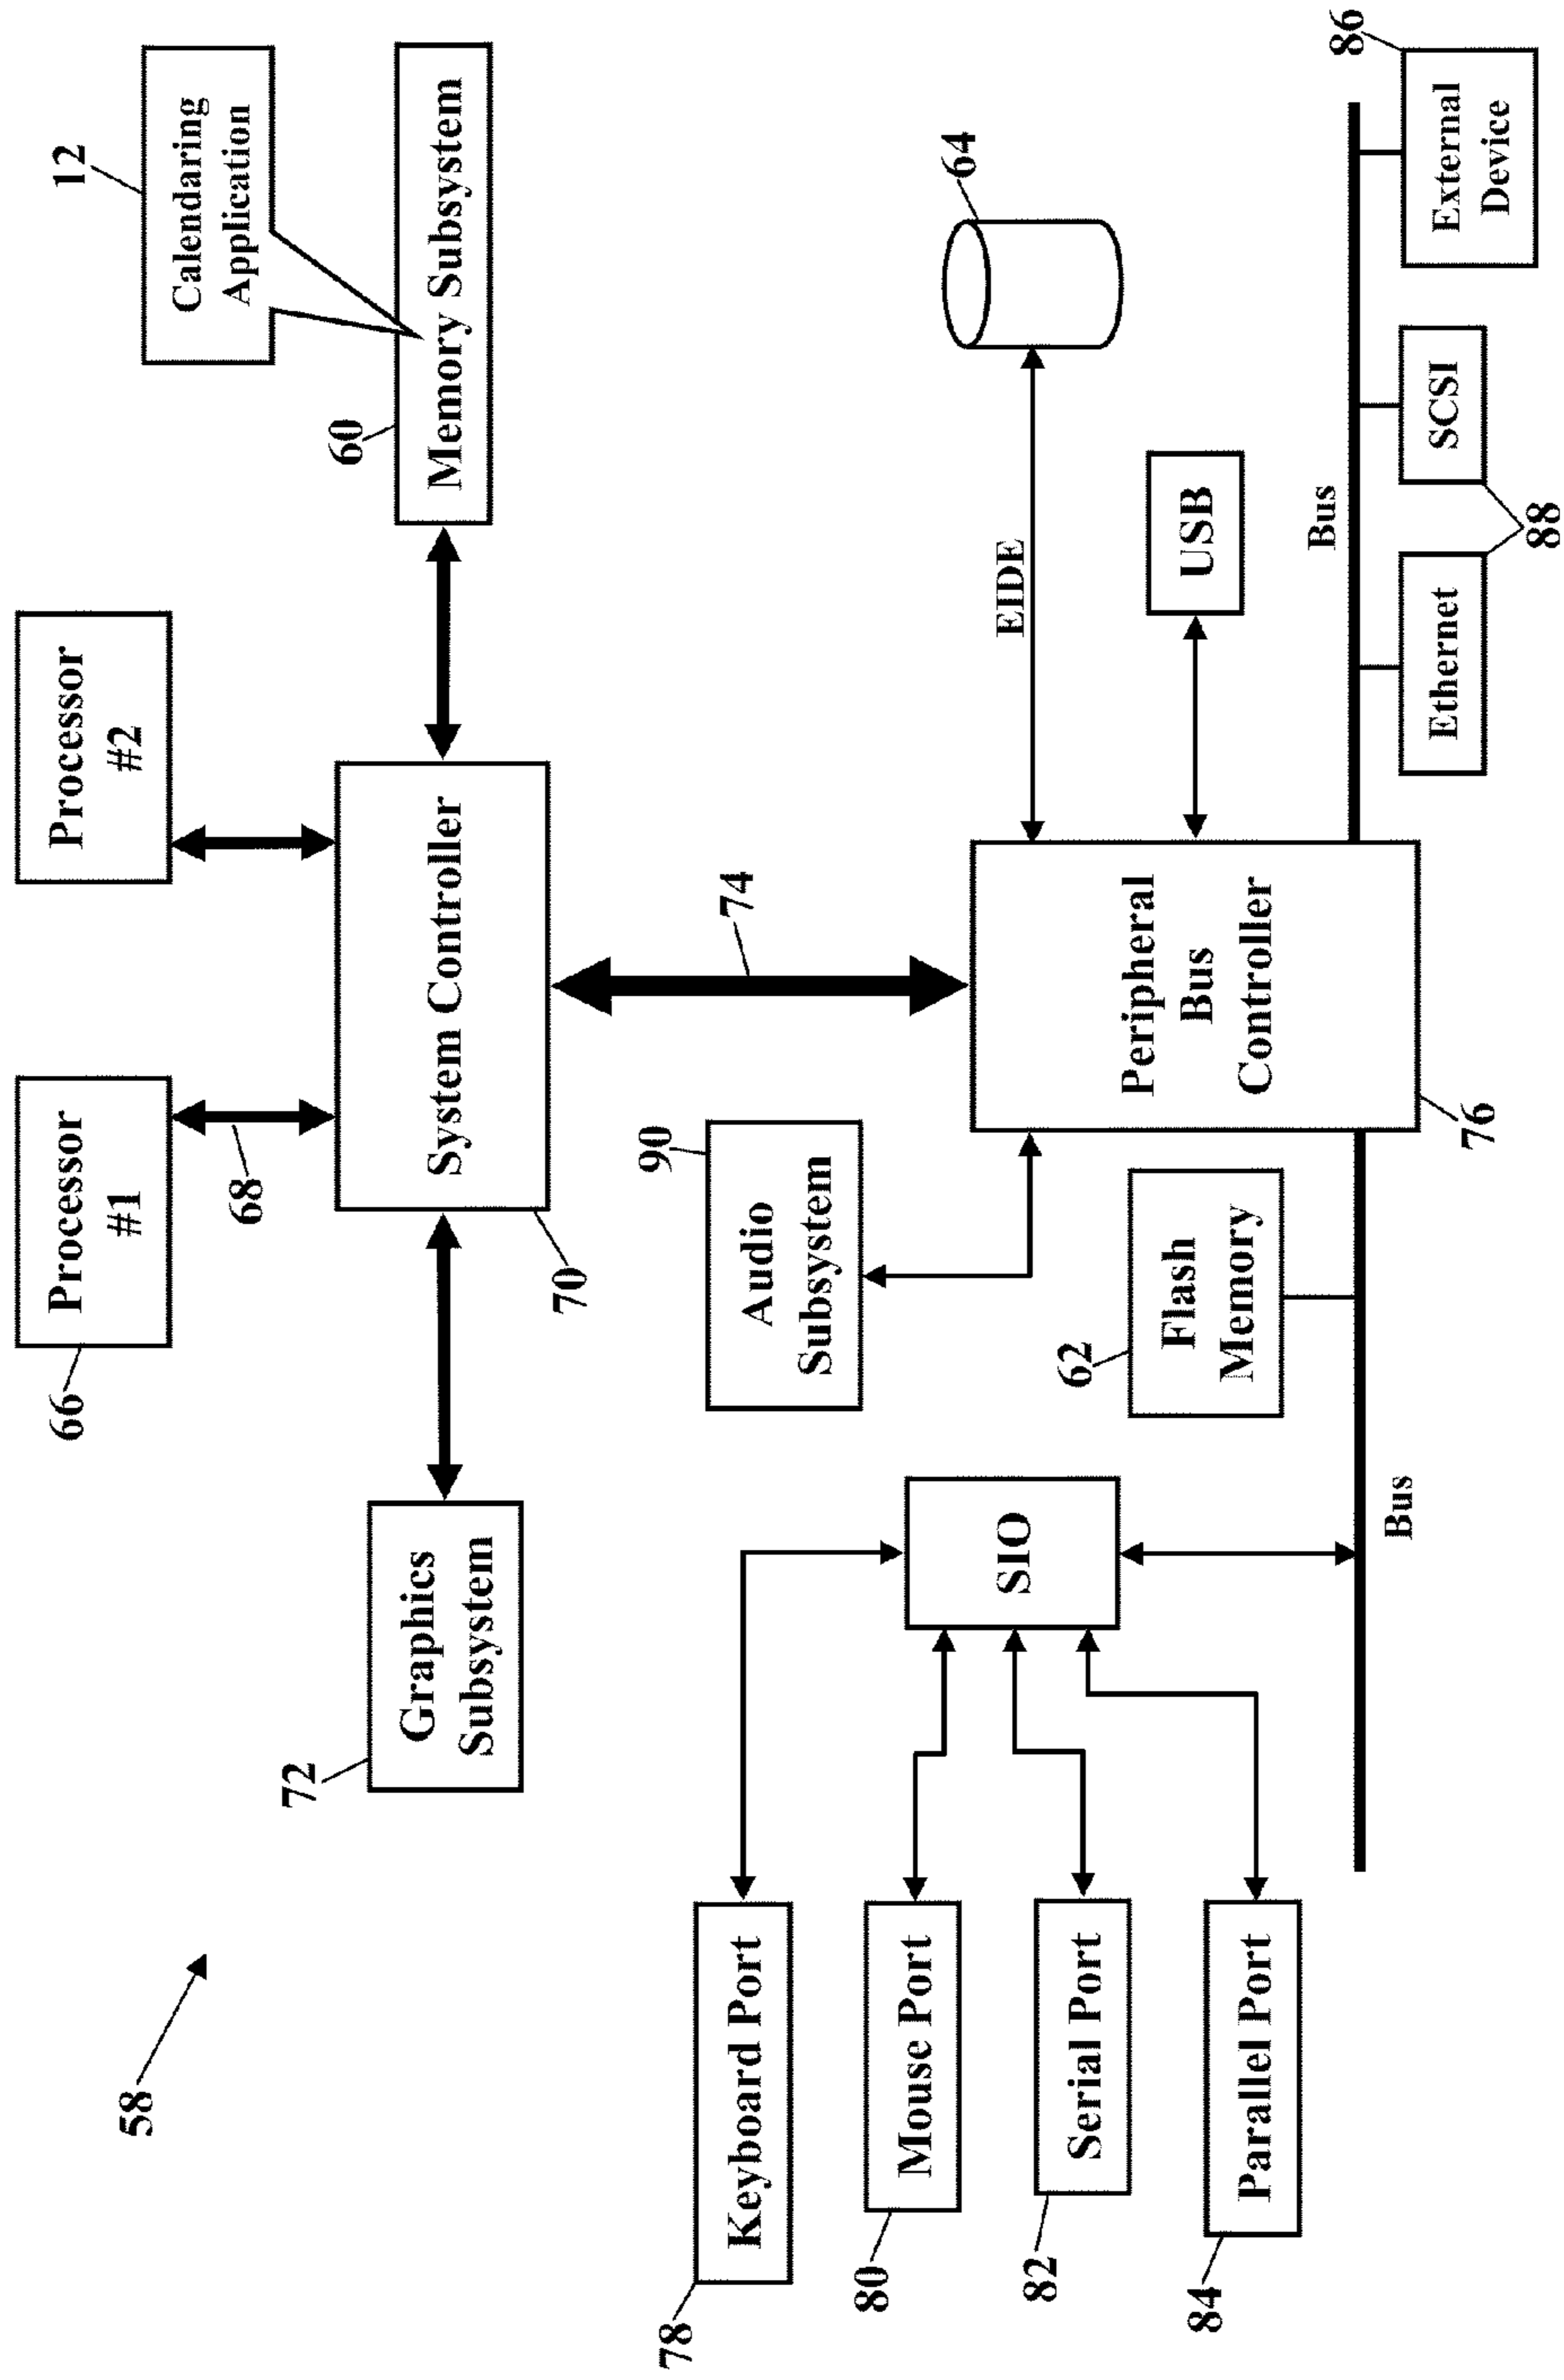 58
66
Processor
#1
68
Processor
#2
12
Calendaring
Application
72
Graphics
Subsystem
System Controller
70
60
Memory Subsystem
74
78
Keyboard Port
80
Mouse Port
82
Serial Port
84
Parallel Port
SIO
90
Audio
Subsystem
62
Flash
Memory
Peripheral
Bus
Controller
76
EIDE
64
USB
Bus
Bus
Ethernet
SCSI
88
External
Device
86